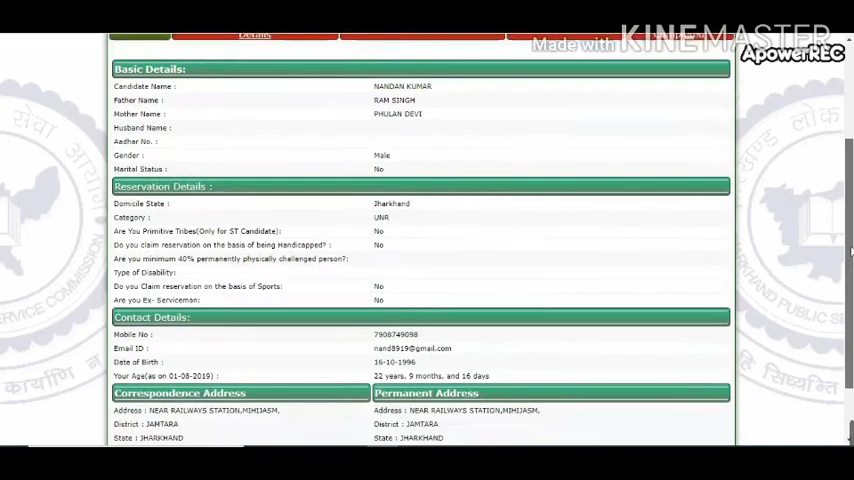 Details
Made with KINEMASTER
ApowerREC
Basic Details:
Candidate Name : NANDAN KUMAR
Father Name : RAM SINGH
Mother Name : PHULAN DEVI
Husband Name :
Aadhar No. :
Gender : Male
Marital Status : No
Reservation Details :
Domicile State : Jharkhand
Category : UNR
Are You Primitive Tribes(Only for ST Candidate): No
Do you claim reservation on the basis of being Handicapped? : No
Are you minimum 40% permanently physically challenged person?:
Type of Disability:
Do you Claim reservation on the basis of Sports: No
Are you Ex- Serviceman: No
Contact Details:
Mobile No : 7908749098
Email ID : nand8919@gmail.com
Date of Birth : 16-10-1996
Your Age(as on 01-08-2019) : 22 years, 9 months, and 16 days
Correspondence Address Permanent Address
Address : NEAR RAILWAYS STATION,MIHIJASM, Address : NEAR RAILWAYS STATION,MIHIJASM,
District : JAMTARA District : JAMTARA
State : JHARKHAND State : JHARKHAND